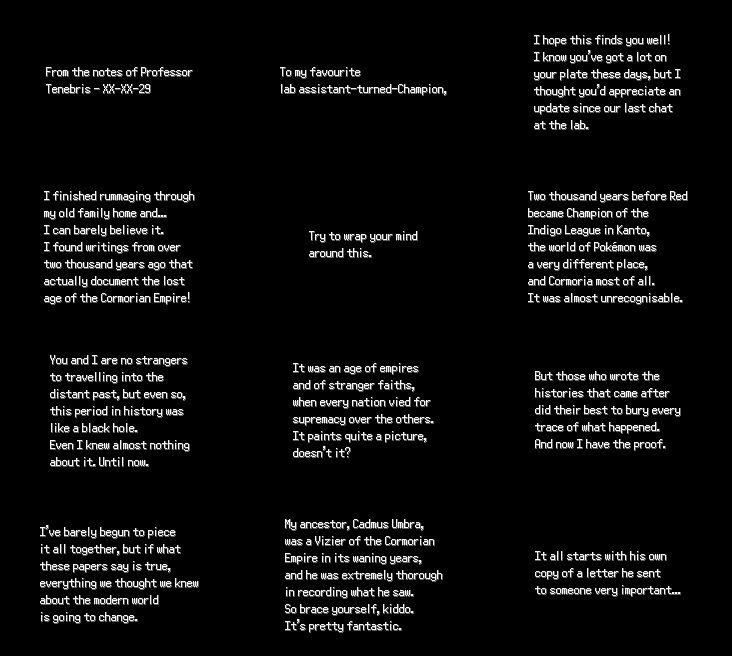 From the notes of Professor
Tenebris - XX-XX-29
To my favourite
lab assistant-turned-Champion,
I hope this finds you well!
I know you've got a lot on
your plate these days, but I
thought you'd appreciate an
update since our last chat
at the lab.
I finished rummaging through
my old family home and...
I can barely believe it.
I found writings from over
two thousand years ago that
actually document the lost
age of the Cormorian Empire!
Try to wrap your mind
around this.
Two thousand years before Red
became Champion of the
Indigo League in Kanto,
the world of Pokémon was
a very different place,
and Cormoria most of all.
It was almost unrecognisable.
You and I are no strangers
to travelling into the
distant past, but even so,
this period in history was
like a black hole.
Even I knew almost nothing
about it. Until now.
It was an age of empires
and of stranger faiths,
when every nation vied for
supremacy over the others.
It paints quite a picture,
doesn't it?
But those who wrote the
histories that came after
did their best to bury every
trace of what happened.
And now I have the proof.
I've barely begun to piece
it all together, but if what
these papers say is true,
everything we thought we knew
about the modern world
is going to change.
My ancestor, Cadmus Umbra,
was a Vizier of the Cormorian
Empire in its waning years,
and he was extremely thorough
in recording what he saw.
So brace yourself, kiddo.
It's pretty fantastic.
It all starts with his own
copy of a letter he sent
to someone very important...